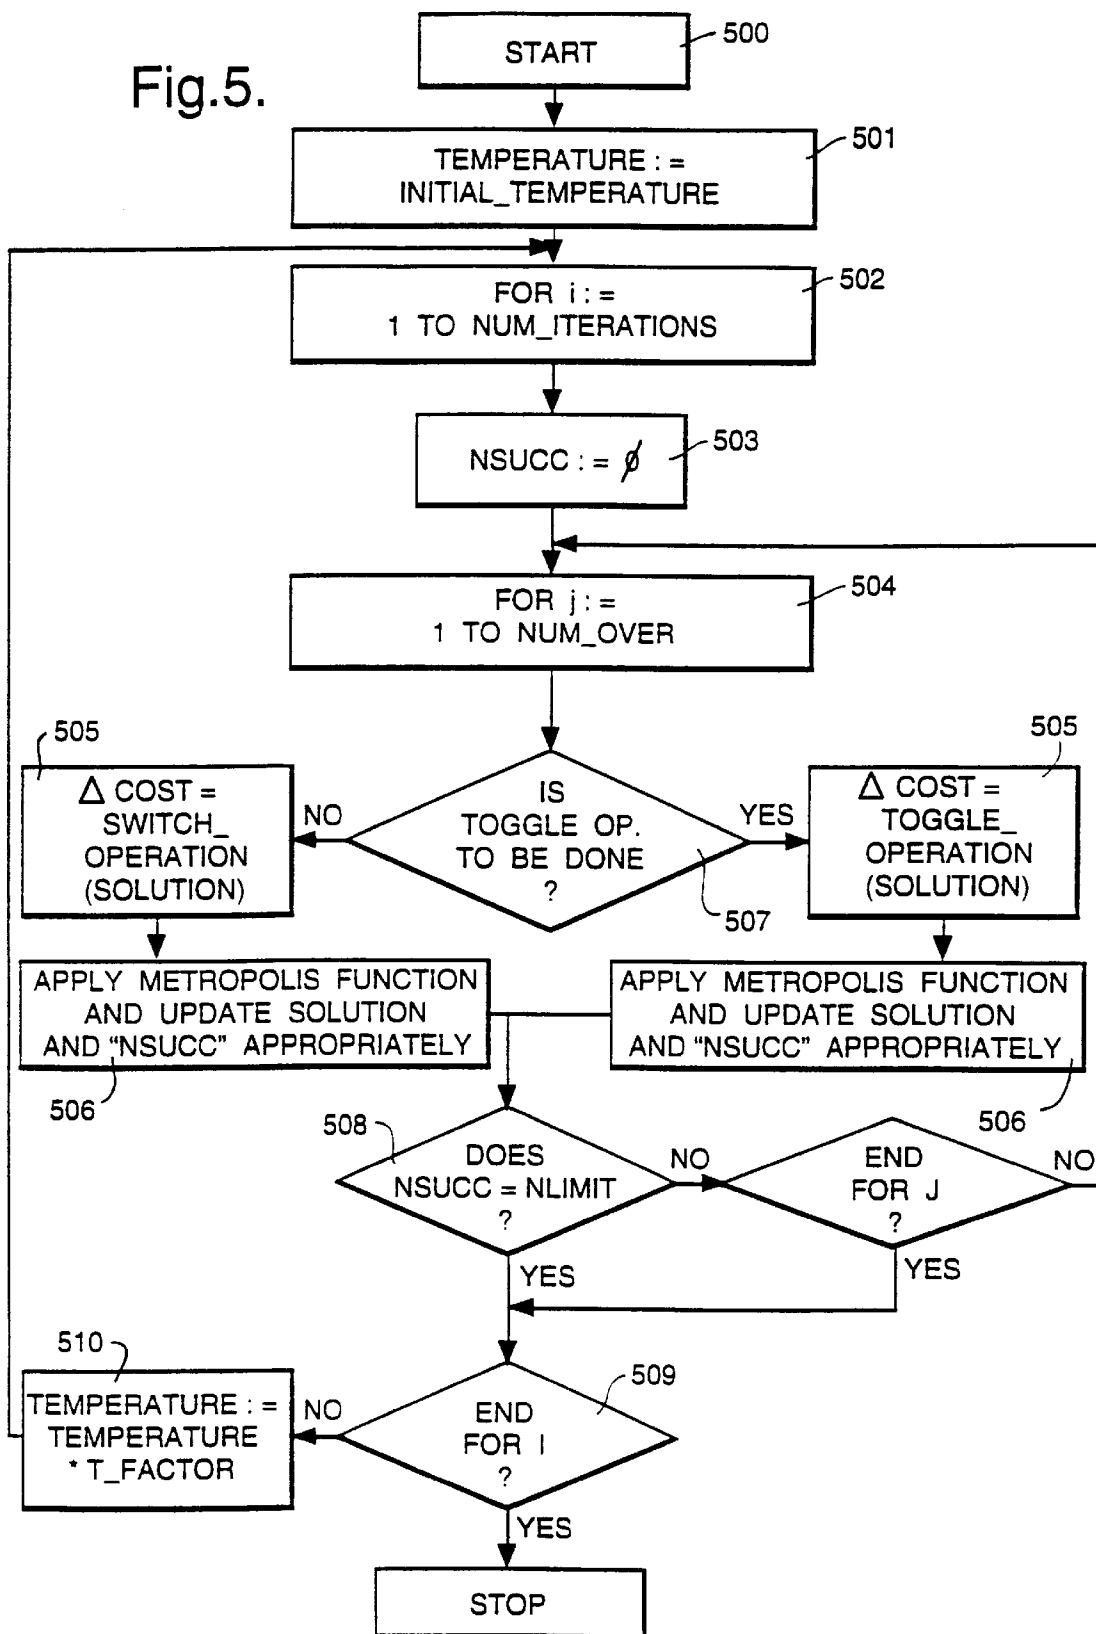 Fig.5.
START
500
TEMPERATURE : =
INITIAL_TEMPERATURE
501
FOR i : =
1 TO NUM_ITERATIONS
502
NSUCC : = ∅
503
FOR j : =
1 TO NUM_OVER
504
505
Δ COST =
SWITCH_
OPERATION
(SOLUTION)
NO
IS
TOGGLE OP.
TO BE DONE
?
YES
507
505
Δ COST =
TOGGLE_
OPERATION
(SOLUTION)
APPLY METROPOLIS FUNCTION
AND UPDATE SOLUTION
AND "NSUCC" APPROPRIATELY
506
APPLY METROPOLIS FUNCTION
AND UPDATE SOLUTION
AND "NSUCC" APPROPRIATELY
506
508
DOES
NSUCC = NLIMIT
?
NO
END
FOR J
?
NO
YES
YES
510
TEMPERATURE : =
TEMPERATURE
* T_FACTOR
NO
END
FOR I
?
509
YES
STOP